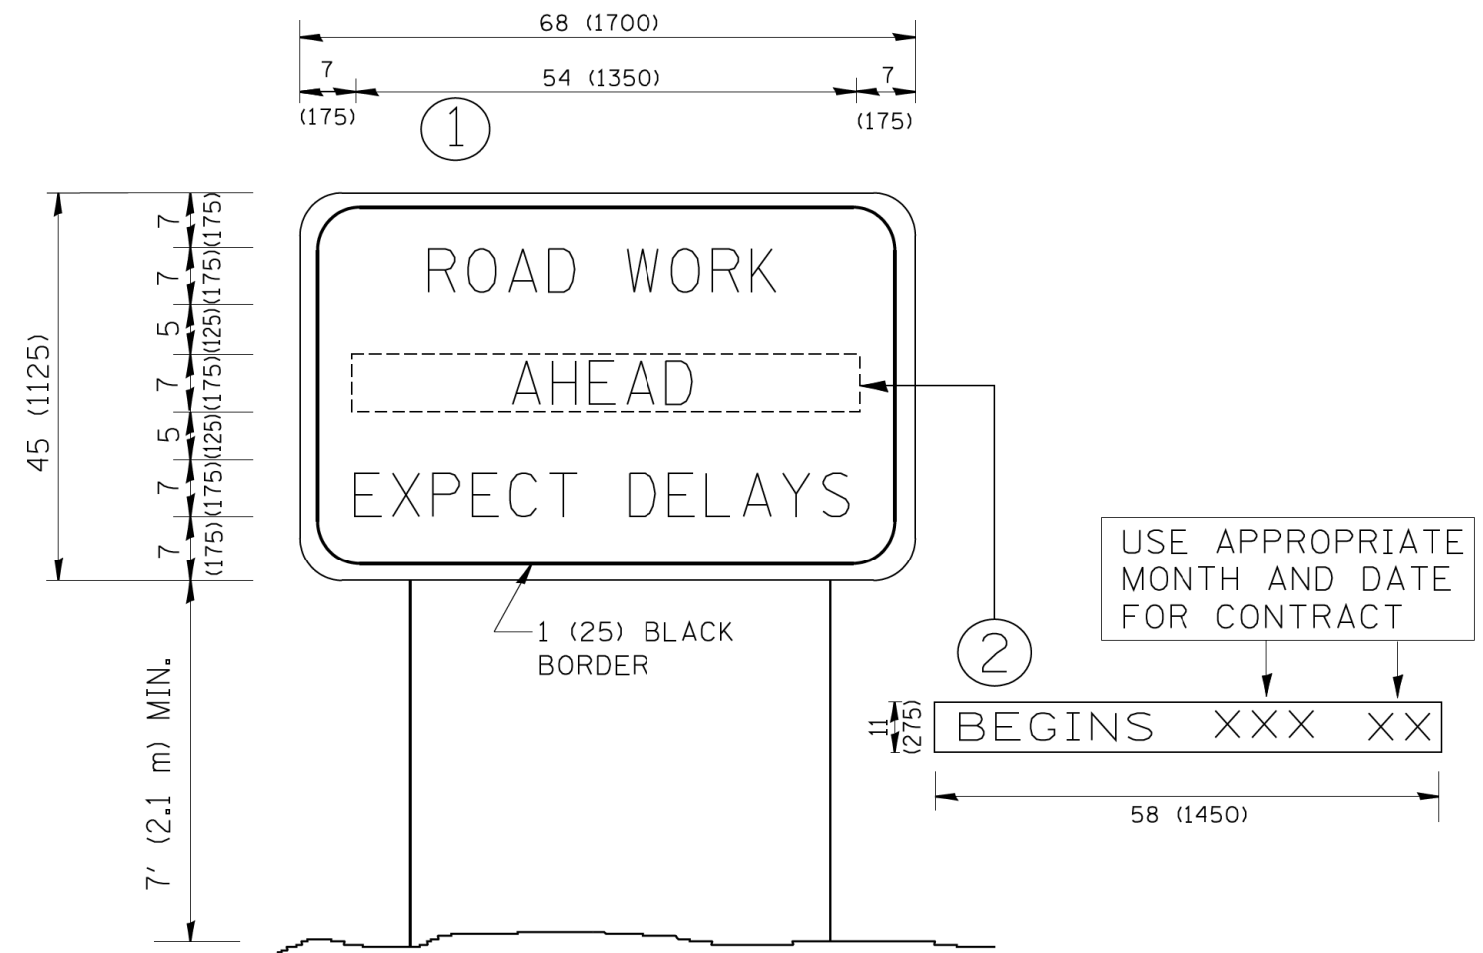 68 (1700)
7
54 (1350)
7
(175)
(175)
1
7
(175)
7
(175)
5
(125)
7
(175)
5
(125)
7
(175)
7
(175)
45 (1125)
ROAD WORK
AHEAD
EXPECT DELAYS
1 (25) BLACK
BORDER
7' (2.1 m) MIN.
2
USE APPROPRIATE
MONTH AND DATE
FOR CONTRACT
11
(275)
BEGINS XXX XX
58 (1450)